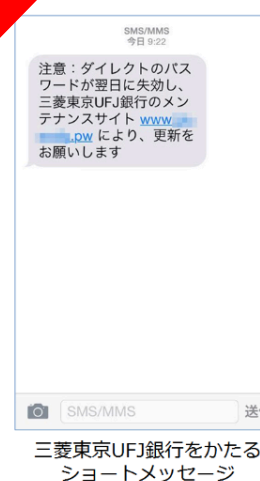 SMS/MMS
今日 9:22
注意：ダイレクトのパス
ワードが翌日に失効し、
三菱東京UFJ銀行のメン
テナンスサイト www.
.pw により、更新を
お願いします
SMS/MMS
三菱東京UFJ銀行をかたる
ショートメッセージ